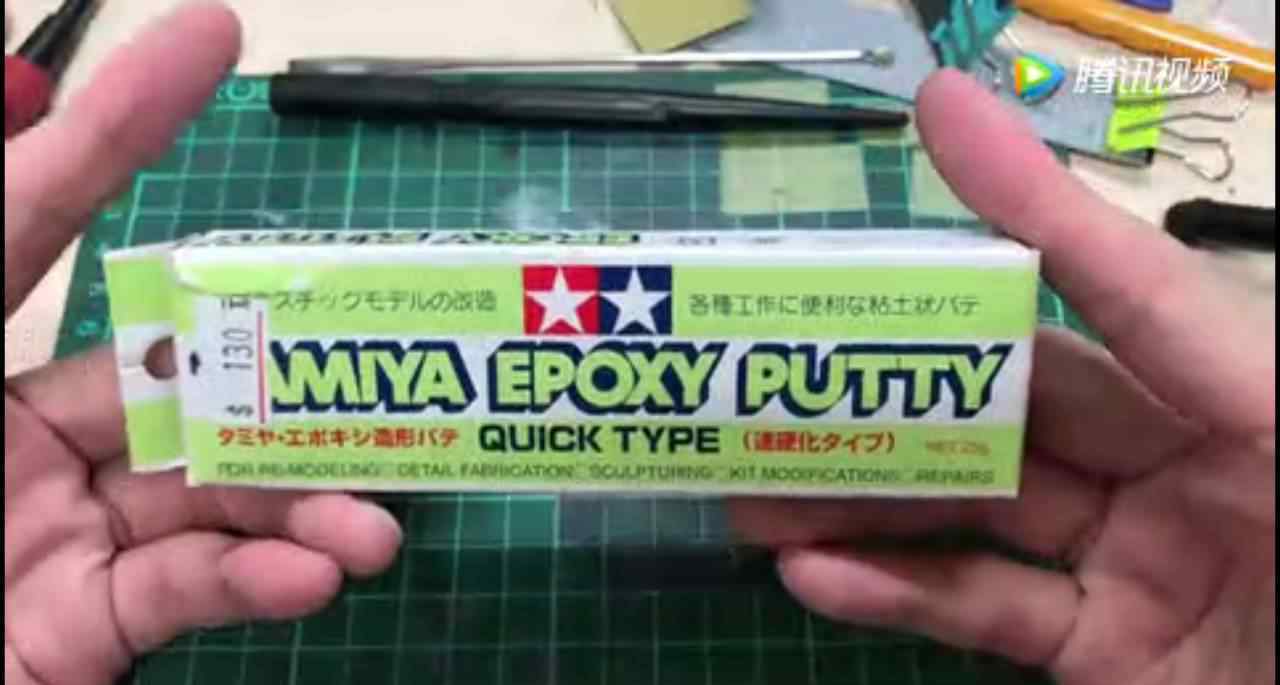 腾讯视频
スチックモデルの改造
各種工作に便利な粘土状パテ
$ 130
AMIYA EPOXY PUTTY
タミヤ・エポキシ造形パテ QUICK TYPE (速硬化タイプ) NET 25g
FOR RE-MODELING DETAIL FABRICATION SCULPTURING KIT MODIFICATIONS REPAIRS